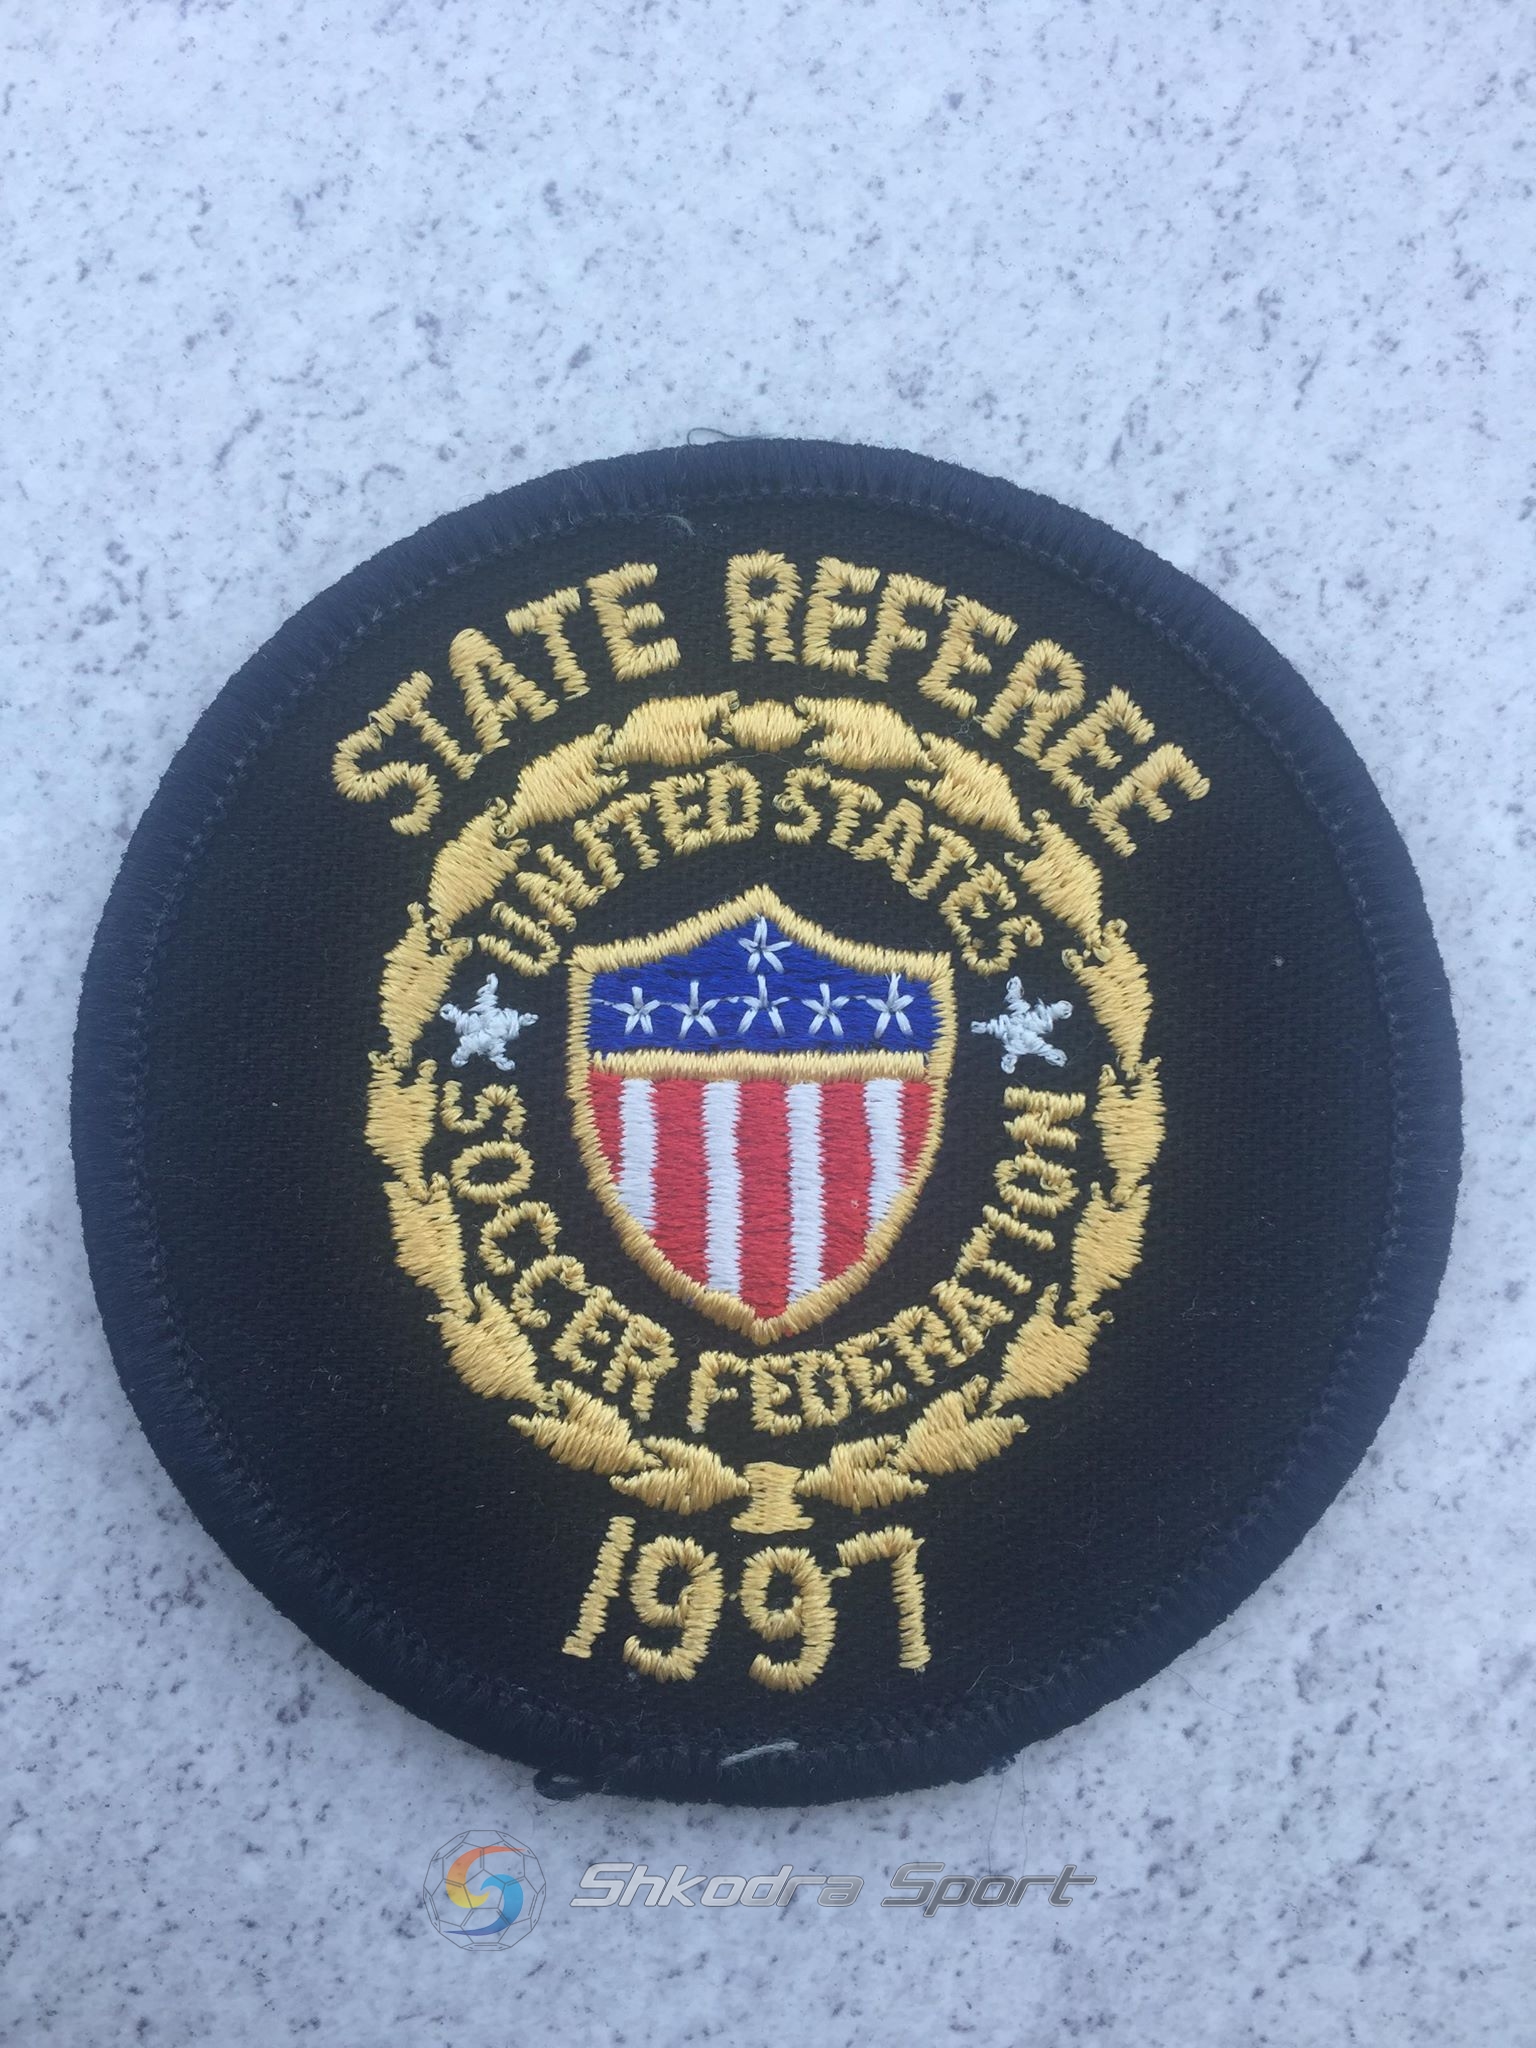 STATE REFEREE
UNITED STATES
SOCCER FEDERATION
1997
Shkodra Sport